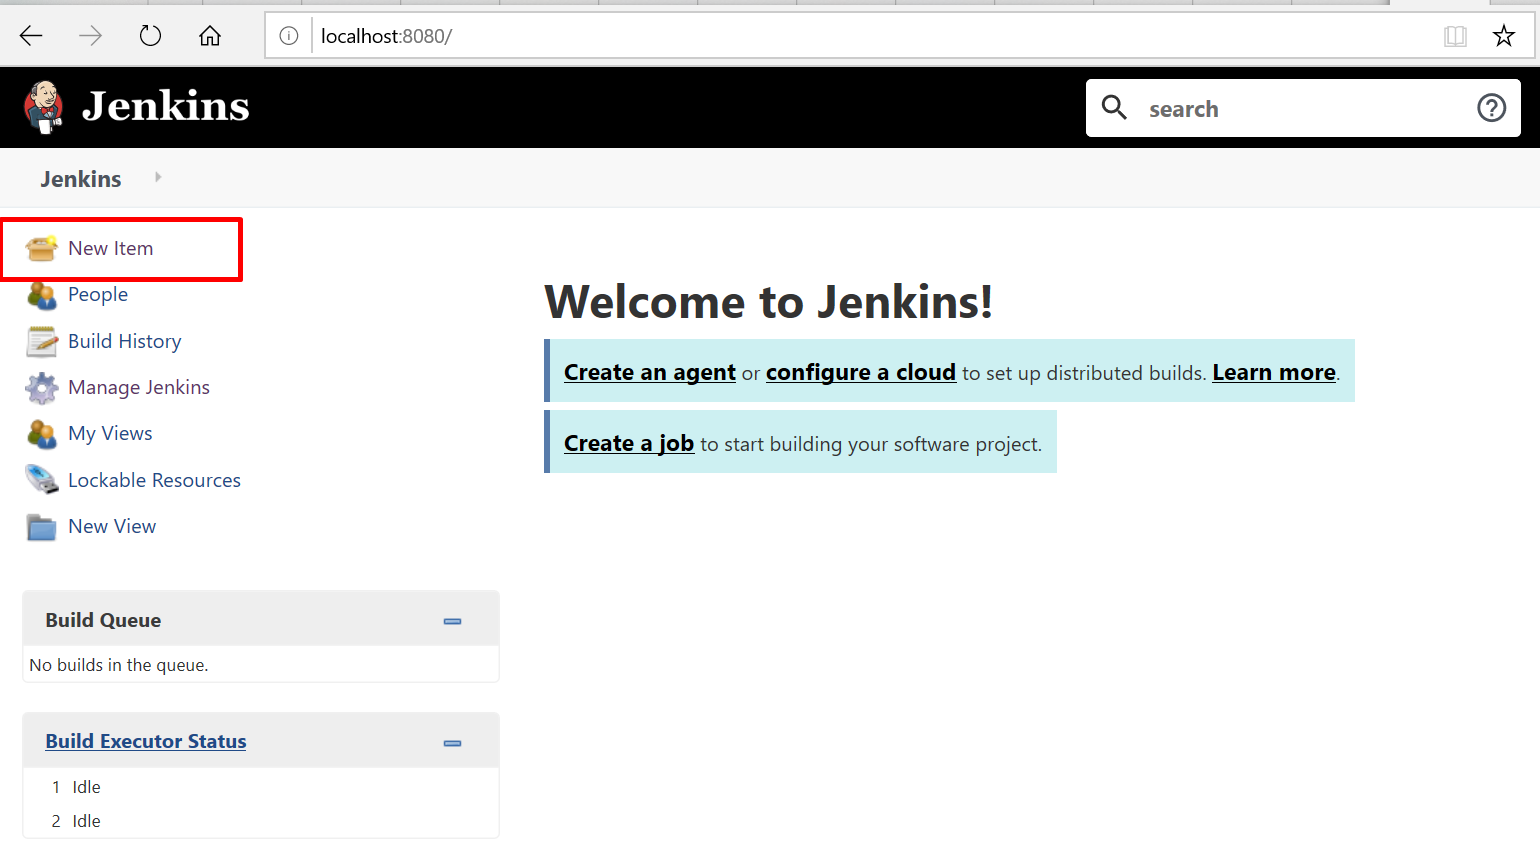 localhost:8080/
Jenkins
search
Jenkins
New Item
People
Build History
Manage Jenkins
My Views
Lockable Resources
New View
Welcome to Jenkins!
Create an agent or configure a cloud to set up distributed builds. Learn more.
Create a job to start building your software project.
Build Queue
No builds in the queue.
Build Executor Status
1 Idle
2 Idle